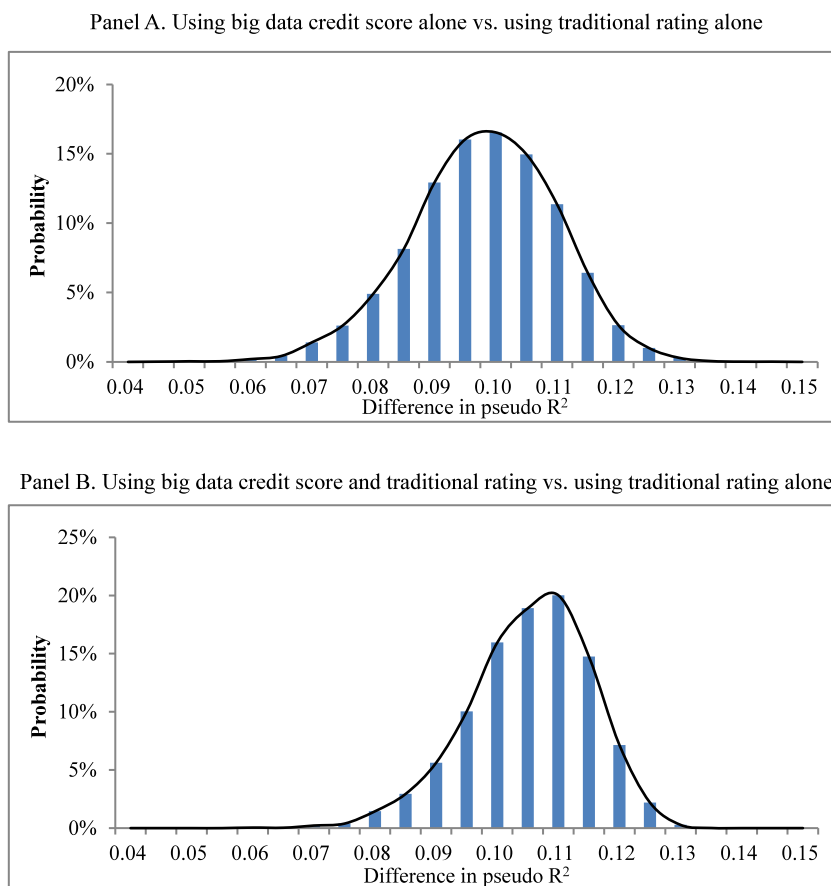 Panel A. Using big data credit score alone vs. using traditional rating alone
20%
15%
10%
5%
0%
Probability
0.04 0.05 0.06 0.07 0.08 0.09 0.10 0.11 0.12 0.13 0.14 0.15
Difference in pseudo R²
Panel B. Using big data credit score and traditional rating vs. using traditional rating alone
25%
20%
15%
10%
5%
0%
Probability
0.04 0.05 0.06 0.07 0.08 0.09 0.10 0.11 0.12 0.13 0.14 0.15
Difference in pseudo R²